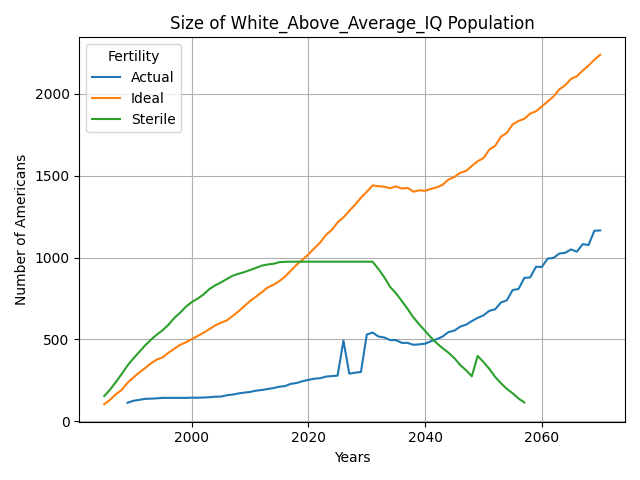 Size of White_Above_Average_IQ Population
Fertility
Actual
Ideal
Sterile
Number of Americans
2000
1500
1000
500
0
2000 2020 2040 2060
Years